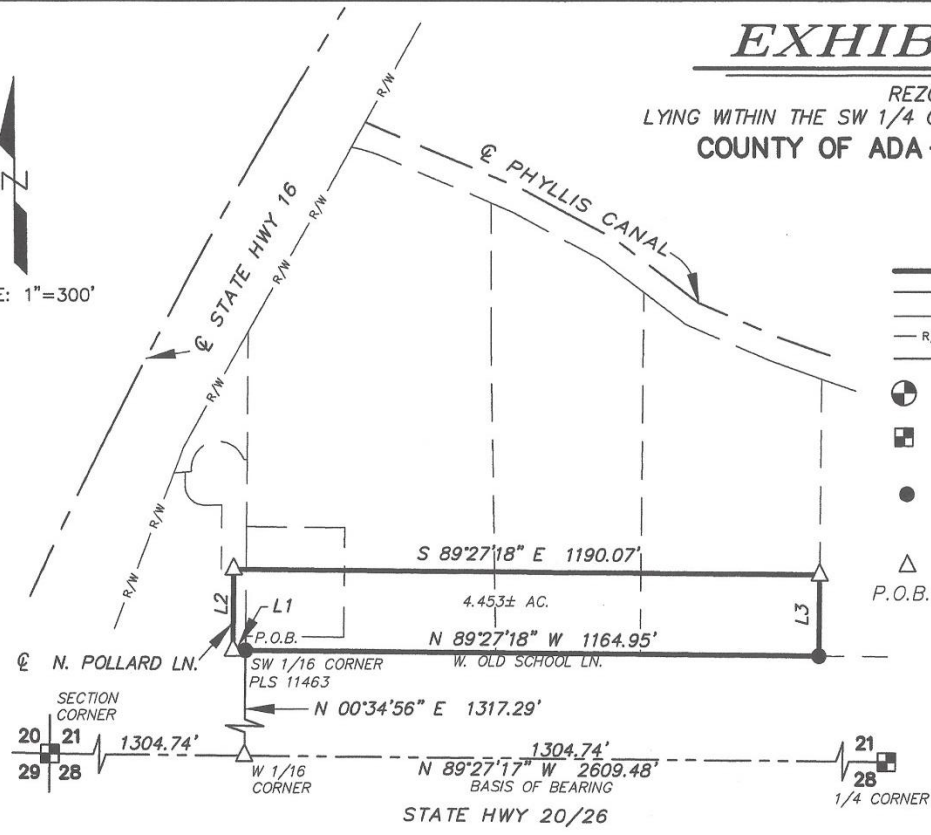 EXHIB
REZO
LYING WITHIN THE SW 1/4
COUNTY OF ADA
Z
E: 1"=300'
℄ STATE HWY 16
R/W
R/W
R/W
R/W
R/W
R/W
℄ PHYLLIS CANAL
R/
P.O.B.
S 89°27'18" E 1190.07'
4.453± AC.
L2
L1
L3
P.O.B.
N 89°27'18" W 1164.95'
W. OLD SCHOOL LN.
℄ N. POLLARD LN.
SW 1/16 CORNER
PLS 11463
N 00°34'56" E 1317.29'
SECTION
CORNER
20 21
29 28
1304.74'
W 1/16
CORNER
1304.74'
N 89°27'17" W 2609.48'
BASIS OF BEARING
21
28
1/4 CORNER
STATE HWY 20/26